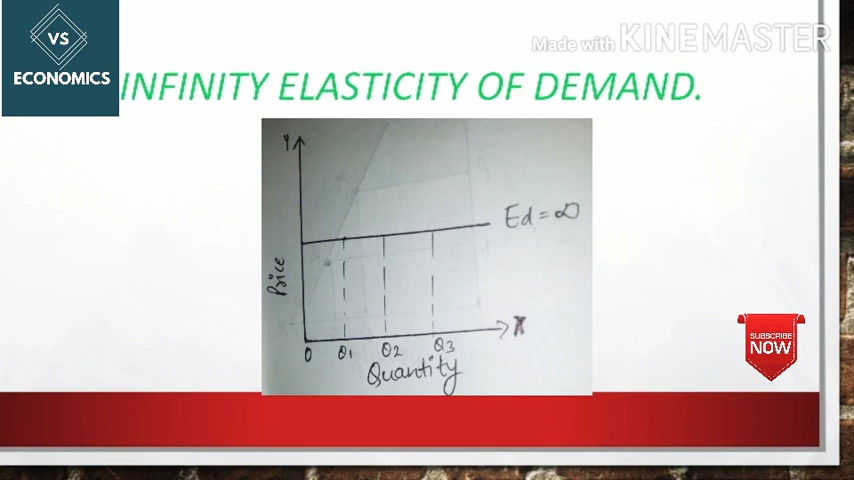 VS
ECONOMICS
Made with KINEMASTER
INFINITY ELASTICITY OF DEMAND.
Y
Ed = ∞
Price
X
0 Q1 Q2 Q3
Quantity
SUBSCRIBE
NOW